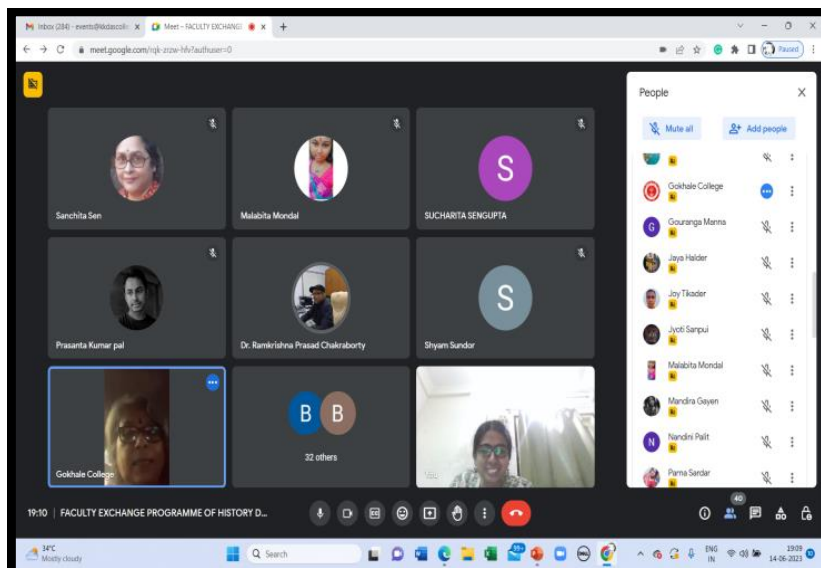 Inbox (284) - events@kkdascolle
Meet - FACULTY EXCHANG
meet.google.com/rqk-zrzw-hfv?authuser=0
Paused
People
Mute all
Add people
Gokhale College
G
Gouranga Manna
Jaya Halder
Joy Tikader
Jyoti Sanpui
Malabita Mondal
Mandira Gayen
N
Nandini Palit
Parna Sardar
Sanchita Sen
Malabita Mondal
S
SUCHARITA SENGUPTA
Prasanta Kumar pal
Dr. Ramkrishna Prasad Chakraborty
S
Shyam Sundor
Gokhale College
B B
32 others
You
19:10 | FACULTY EXCHANGE PROGRAMME OF HISTORY D...
40
34°C
Mostly cloudy
Search
99+
ENG
IN
19:09
14-06-2023